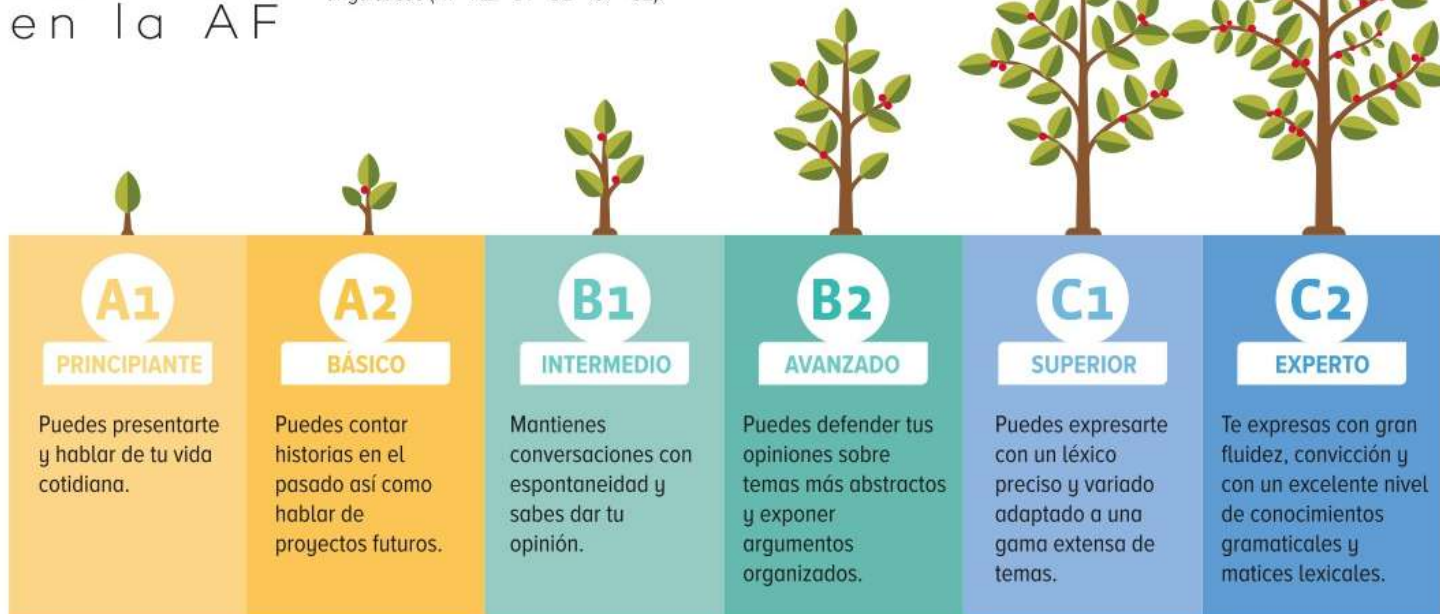 en la AF
A1
PRINCIPIANTE
Puedes presentarte
y hablar de tu vida
cotidiana.
A2
BÁSICO
Puedes contar
historias en el
pasado así como
hablar de
proyectos futuros.
B1
INTERMEDIO
Mantienes
conversaciones con
espontaneidad y
sabes dar tu
opinión.
B2
AVANZADO
Puedes defender tus
opiniones sobre
temas más abstractos
y exponer
argumentos
organizados.
C1
SUPERIOR
Puedes expresarte
con un léxico
preciso y variado
adaptado a una
gama extensa de
temas.
C2
EXPERTO
Te expresas con gran
fluidez, convicción y
con un excelente nivel
de conocimientos
gramaticales y
matices lexicales.